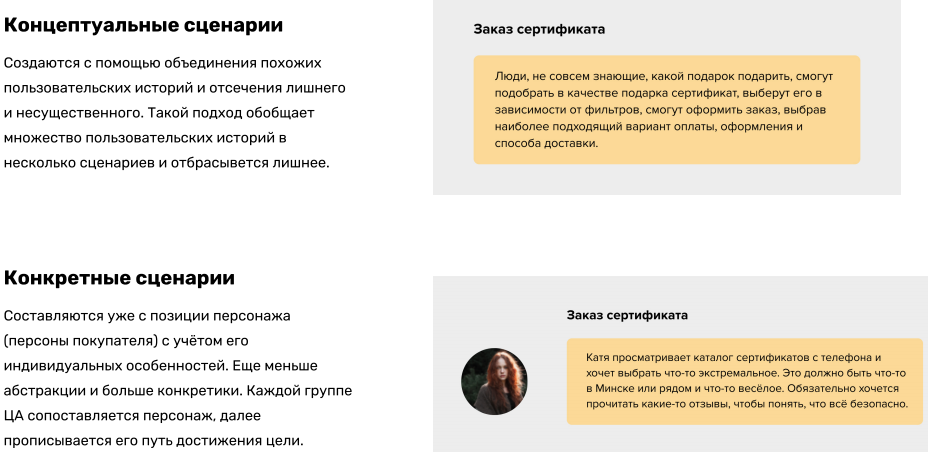 Концептуальные сценарии
Создаются с помощью объединения похожих
пользовательских историй и отсечения лишнего
и несущественного. Такой подход обобщает
множество пользовательских историй в
несколько сценариев и отбрасывется лишнее.
Заказ сертификата
Люди, не совсем знающие, какой подарок подарить, смогут
подобрать в качестве подарка сертификат, выберут его в
зависимости от фильтров, смогут оформить заказ, выбрав
наиболее подходящий вариант оплаты, оформления и
способа доставки.
Конкретные сценарии
Составляются уже с позиции персонажа
(персоны покупателя) с учётом его
индивидуальных особенностей. Еще меньше
абстракции и больше конкретики. Каждой группе
ЦА сопоставляется персонаж, далее
прописывается его путь достижения цели.
Заказ сертификата
Катя просматривает каталог сертификатов с телефона и
хочет выбрать что-то экстремальное. Это должно быть что-то
в Минске или рядом и что-то весёлое. Обязательно хочется
прочитать какие-то отзывы, чтобы понять, что всё безопасно.